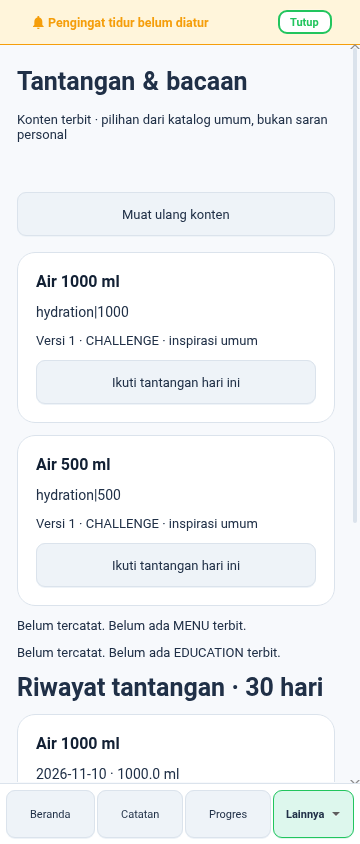 🔔 Pengingat tidur belum diatur
Tutup
Tantangan & bacaan
Konten terbit · pilihan dari katalog umum, bukan saran
personal
Muat ulang konten
Air 1000 ml
hydration|1000
Versi 1 · CHALLENGE · inspirasi umum
Ikuti tantangan hari ini
Air 500 ml
hydration|500
Versi 1 · CHALLENGE · inspirasi umum
Ikuti tantangan hari ini
Belum tercatat. Belum ada MENU terbit.
Belum tercatat. Belum ada EDUCATION terbit.
Riwayat tantangan · 30 hari
Air 1000 ml
2026-11-10 · 1000.0 ml
Beranda
Catatan
Progres
Lainnya